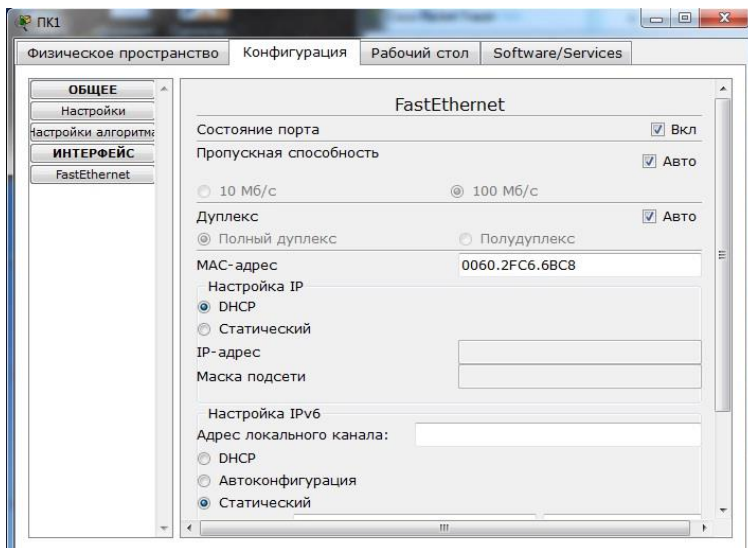 ПК1
Физическое пространство Конфигурация Рабочий стол Software/Services
ОБЩЕЕ
Настройки
Настройки алгоритма
ИНТЕРФЕЙС
FastEthernet
FastEthernet
Состояние порта Вкл
Пропускная способность Авто
10 Мб/с 100 Мб/с
Дуплекс Авто
Полный дуплекс Полудуплекс
MAC-адрес 0060.2FC6.6BC8
Настройка IP
DHCP
Статический
IP-адрес
Маска подсети
Настройка IPv6
Адрес локального канала:
DHCP
Автоконфигурация
Статический